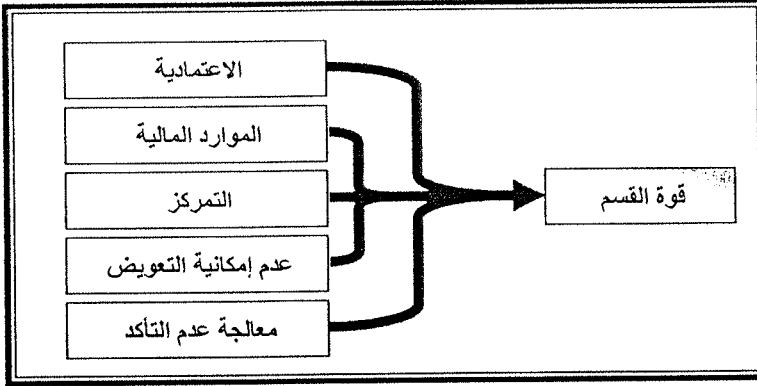 الاعتمادية
الموارد المالية
التمركز
عدم إمكانية التعويض
معالجة عدم التأكد
قوة القسم